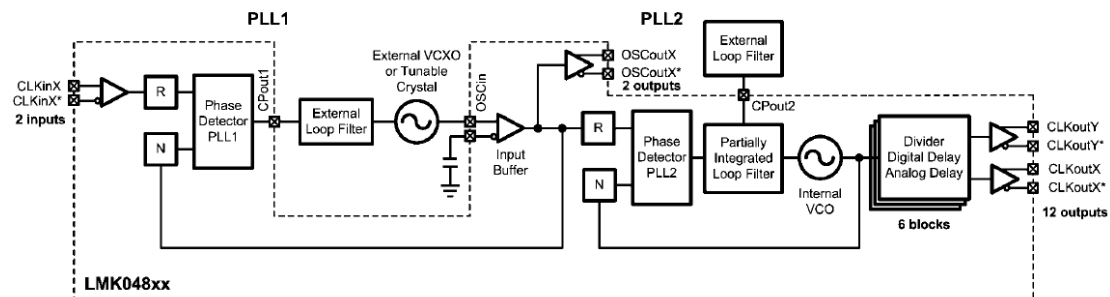 PLL1
PLL2
CLKinX
CLKinX*
2 inputs
R
N
Phase
Detector
PLL1
CPout1
External
Loop Filter
External VCXO
or Tunable
Crystal
OSCin
Input
Buffer
OSCoutX
OSCoutX*
2 outputs
External
Loop Filter
CPout2
R
N
Phase
Detector
PLL2
Partially
Integrated
Loop Filter
Internal
VCO
Divider
Digital Delay
Analog Delay
6 blocks
CLKoutY
CLKoutY*
CLKoutX
CLKoutX*
12 outputs
LMK048xx